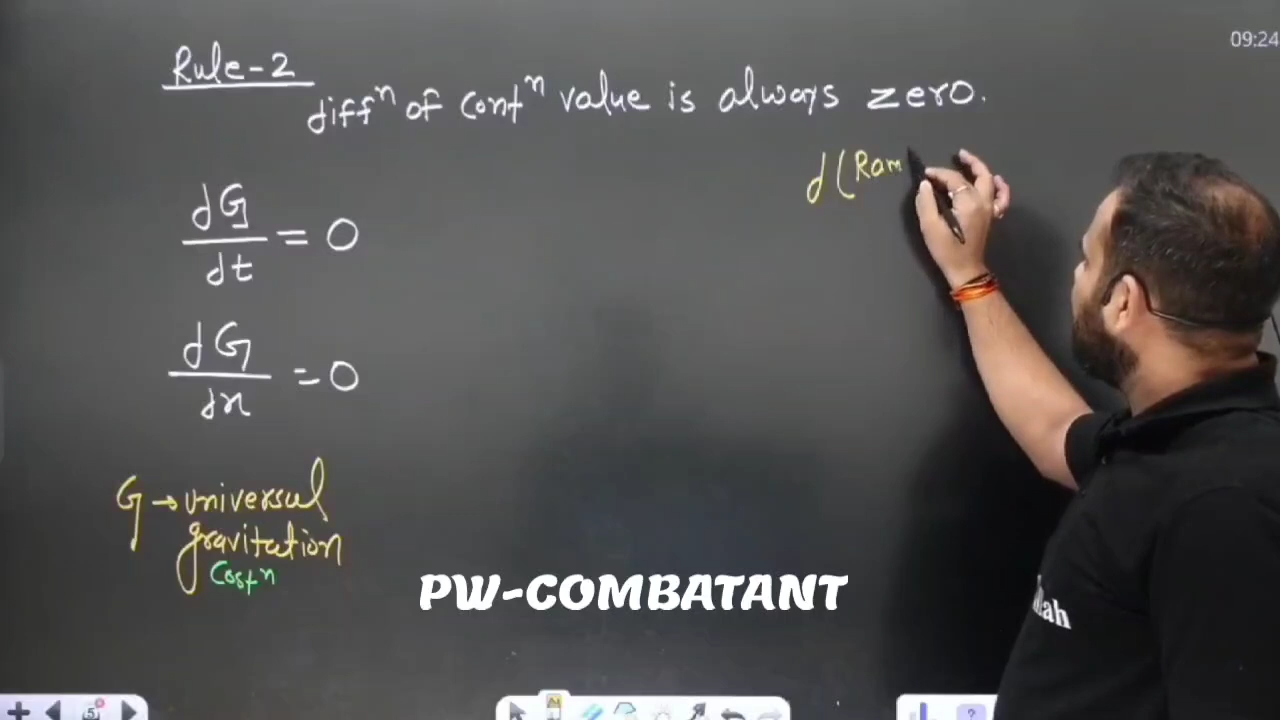 09:24
Rule-2
diffⁿ of contⁿ value is always zero.
d(Ram
dG
dt = 0
dG
dx = 0
G → universal
gravitation
Costⁿ
PW-COMBATANT
llah